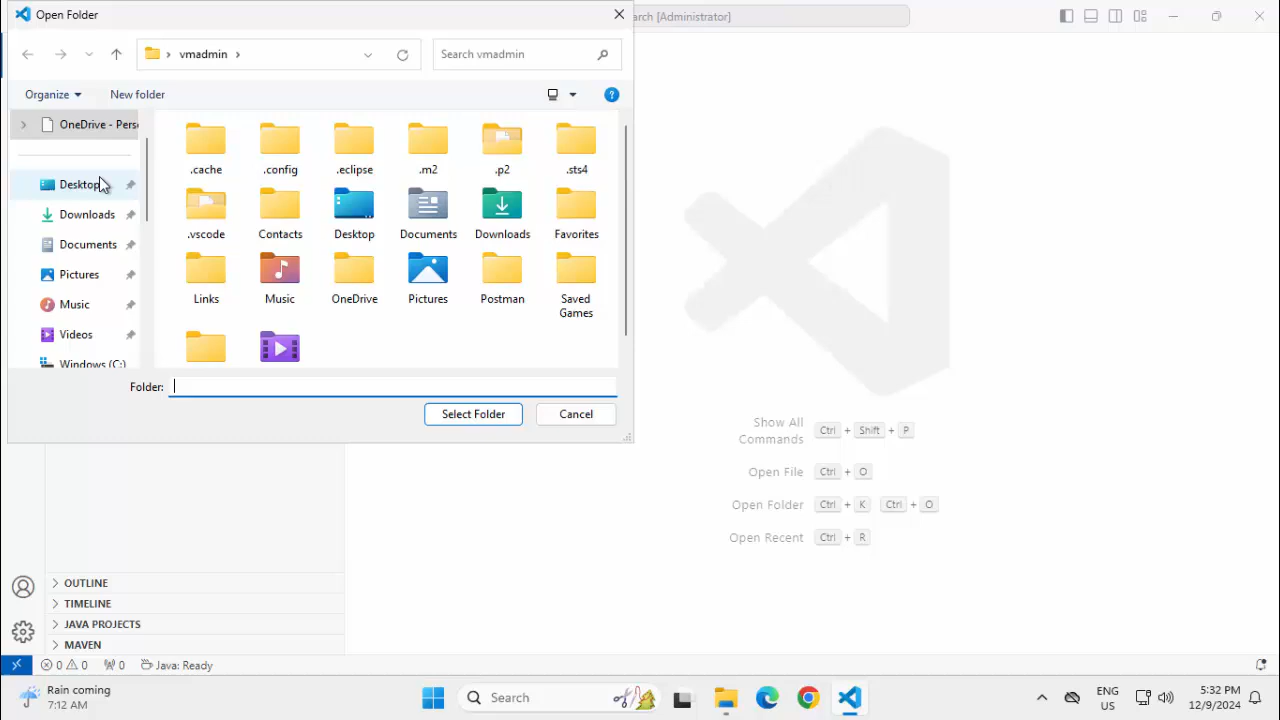 Open Folder
arch [Administrator]
vmadmin
Search vmadmin
Organize
New folder
OneDrive - Perso
Desktop
Downloads
Documents
Pictures
Music
Videos
Windows (C:)
.cache
.config
.eclipse
.m2
.p2
.sts4
.vscode
Contacts
Desktop
Documents
Downloads
Favorites
Links
Music
OneDrive
Pictures
Postman
Saved
Games
Folder:
Select Folder
Cancel
Show All
Commands
Ctrl + Shift + P
Open File
Ctrl + O
Open Folder
Ctrl + K Ctrl + O
Open Recent
Ctrl + R
OUTLINE
TIMELINE
JAVA PROJECTS
MAVEN
0 0 0 Java: Ready
Rain coming
7:12 AM
Search
ENG
US
5:32 PM
12/9/2024